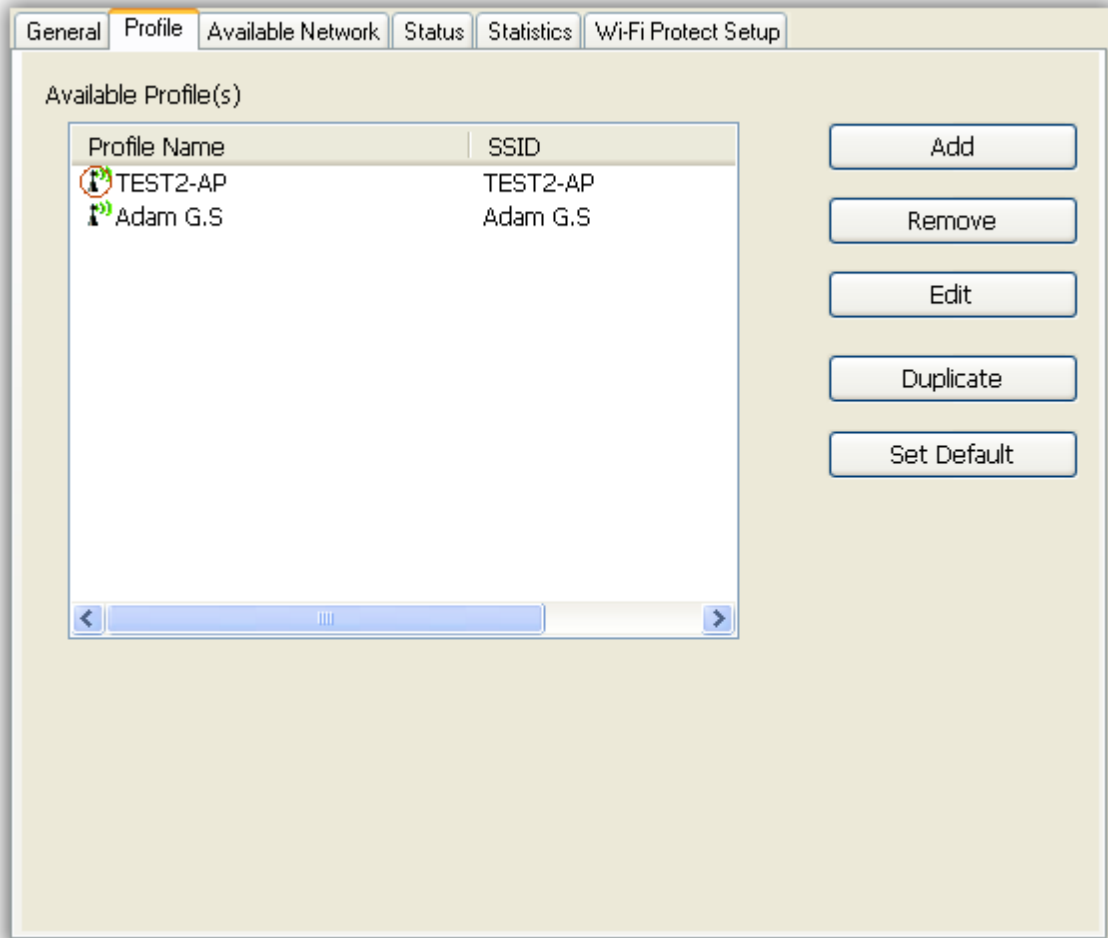 General Profile Available Network Status Statistics Wi-Fi Protect Setup
Available Profile(s)
Profile Name SSID
TEST2-AP TEST2-AP
Adam G.S Adam G.S
Add
Remove
Edit
Duplicate
Set Default